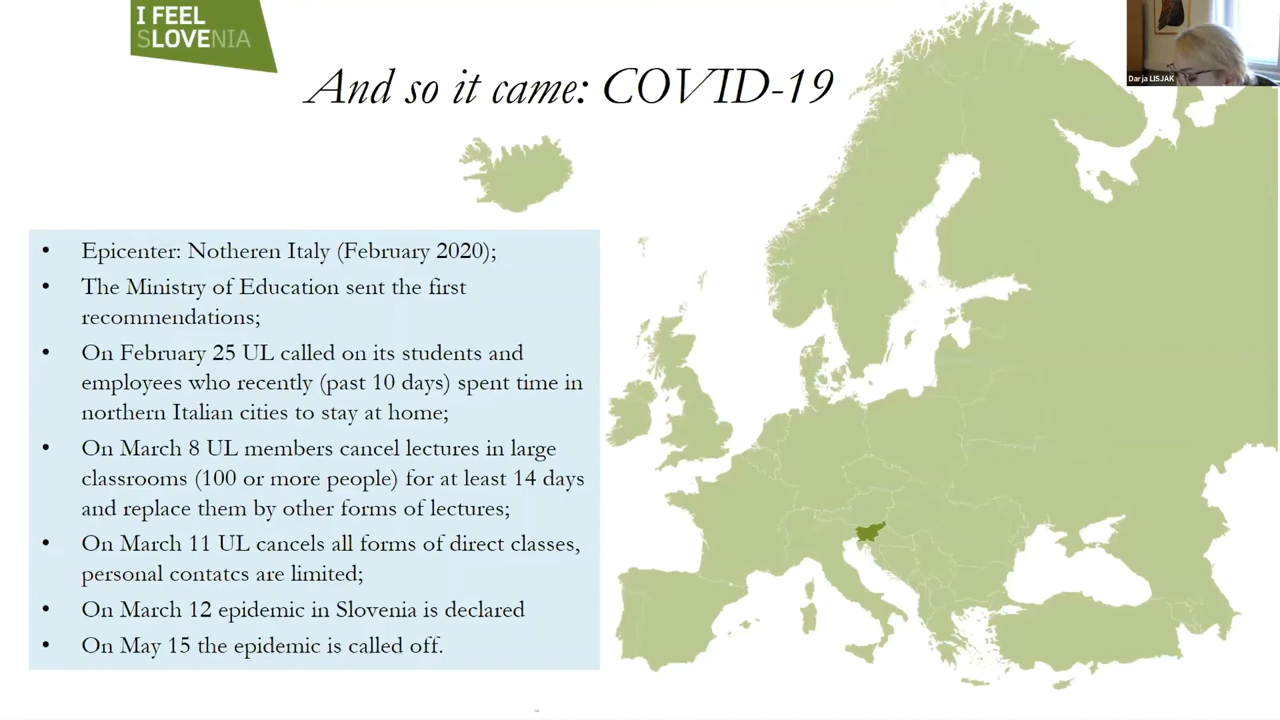 I FEEL
SLOVENIA
And so it came: COVID-19
Darja LISJAK
• Epicenter: Notheren Italy (February 2020);
• The Ministry of Education sent the first
recommendations;
• On February 25 UL called on its students and
employees who recently (past 10 days) spent time in
northern Italian cities to stay at home;
• On March 8 UL members cancel lectures in large
classrooms (100 or more people) for at least 14 days
and replace them by other forms of lectures;
• On March 11 UL cancels all forms of direct classes,
personal contatcs are limited;
• On March 12 epidemic in Slovenia is declared
• On May 15 the epidemic is called off.